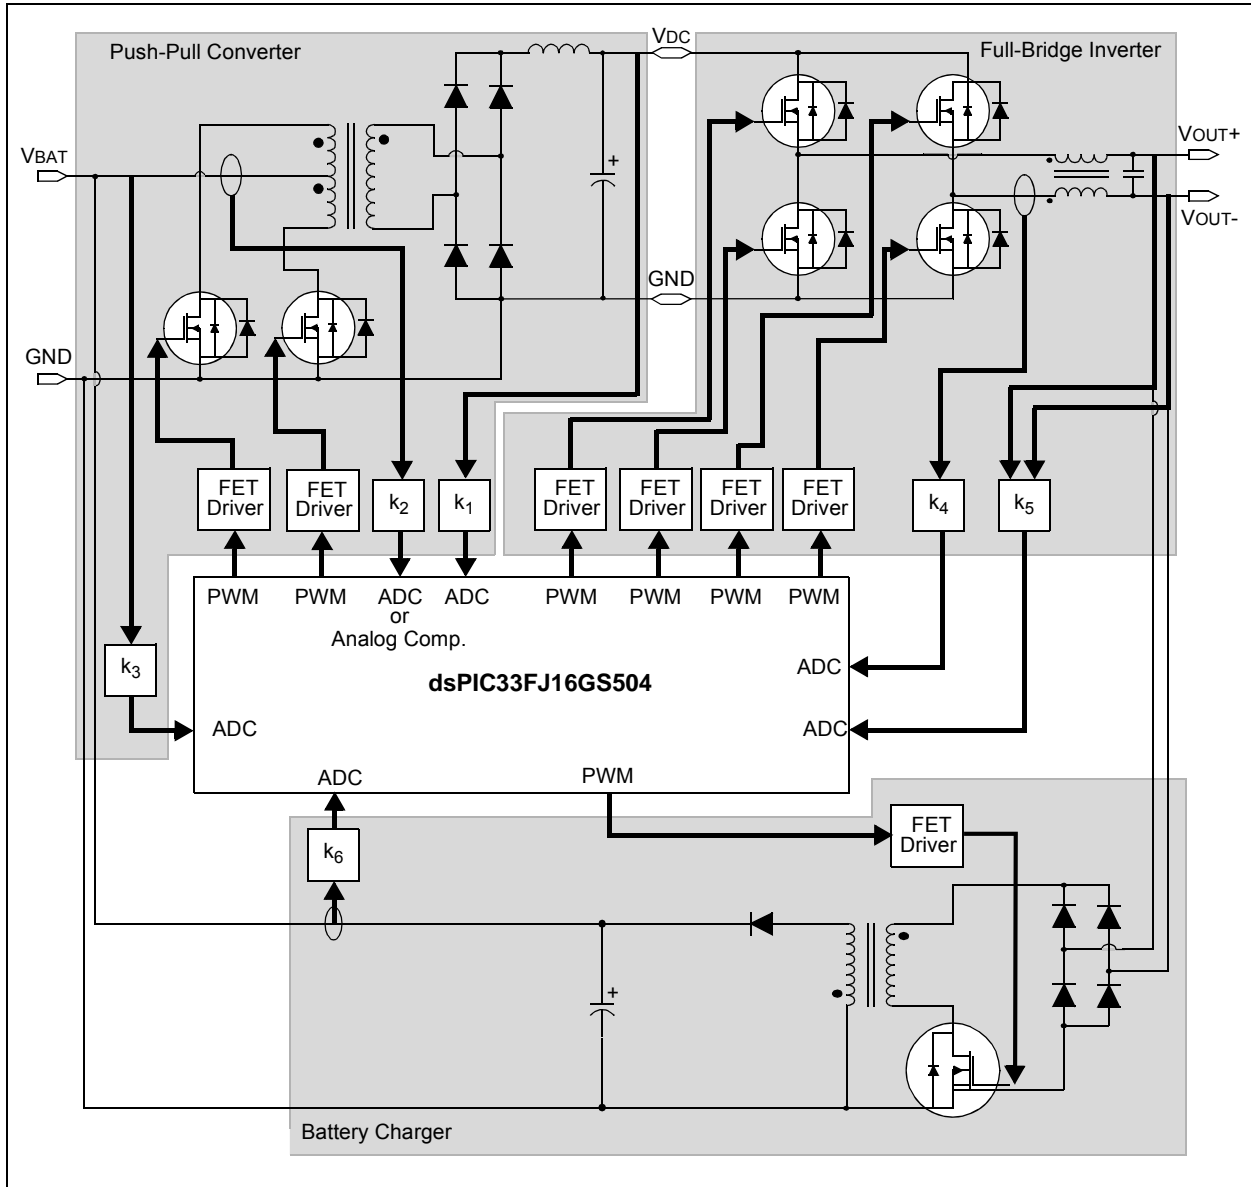 Push-Pull Converter
VDC
Full-Bridge Inverter
VBAT
VOUT+
VOUT-
GND
GND
FET
Driver
FET
Driver
k2
k1
FET
Driver
FET
Driver
FET
Driver
FET
Driver
k4
k5
PWM
PWM
ADC
or
Analog Comp.
ADC
PWM
PWM
PWM
PWM
k3
ADC
dsPIC33FJ16GS504
ADC
ADC
ADC
PWM
k6
FET
Driver
+
+
Battery Charger